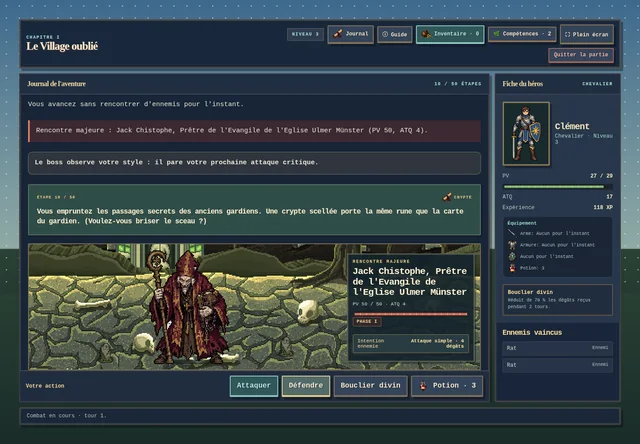 CHAPITRE I
Le Village oublié
NIVEAU 3
Journal
Guide
Inventaire · 0
Compétences · 2
Plein écran
Quitter la partie
Journal de l'aventure
10 / 50 ÉTAPES
Vous avancez sans rencontrer d'ennemis pour l'instant.
Rencontre majeure : Jack Chistophe, Prêtre de l'Evangile de l'Eglise Ulmer Münster (PV 50, ATQ 4).
Le boss observe votre style : il pare votre prochaine attaque critique.
ÉTAPE 10 / 50
CRYPTE
Vous empruntez les passages secrets des anciens gardiens. Une crypte scellée porte la même rune que la carte
du gardien. (Voulez-vous briser le sceau ?)
RENCONTRE MAJEURE
Jack Chistophe, Prêtre
de l'Evangile de
l'Eglise Ulmer Münster
PV 50 / 50 · ATQ 4
PHASE I
Intention
ennemie
Attaque simple · 4
dégâts
Votre action
Attaquer
Défendre
Bouclier divin
Potion · 3
Combat en cours · tour 1.
Fiche du héros
CHEVALIER
Clément
Chevalier · Niveau
3
PV
27 / 29
ATQ
17
Expérience
118 XP
Équipement
Arme: Aucun pour l'instant
Armure: Aucun pour l'instant
Aucun pour l'instant
Potion: 3
Bouclier divin
Réduit de 70 % les dégâts reçus
pendant 2 tours.
Ennemis vaincus
Rat
Ennemi
Rat
Ennemi